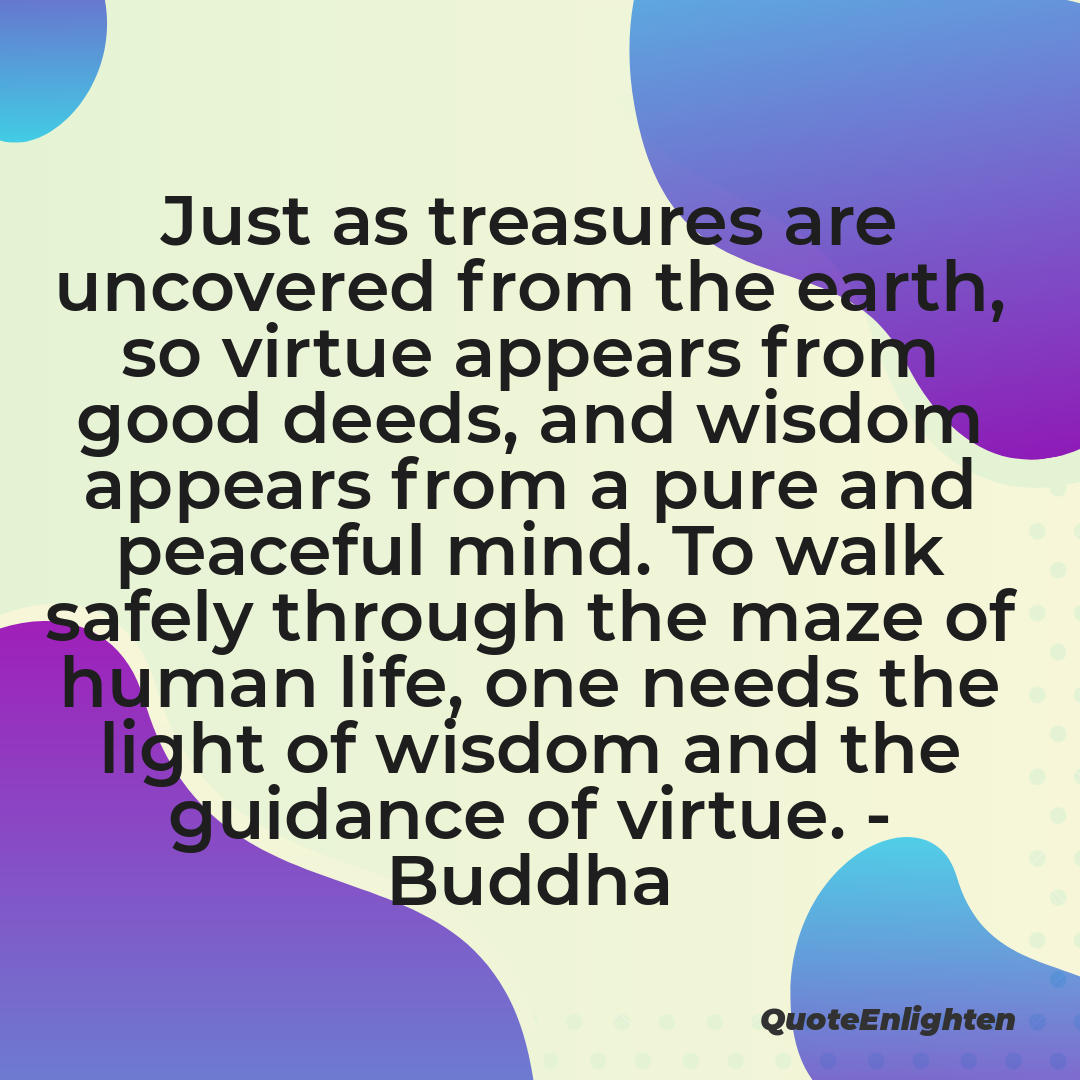 Just as treasures are
uncovered from the earth,
so virtue appears from
good deeds, and wisdom
appears from a pure and
peaceful mind. To walk
safely through the maze of
human life, one needs the
light of wisdom and the
guidance of virtue. -
Buddha
QuoteEnlighten